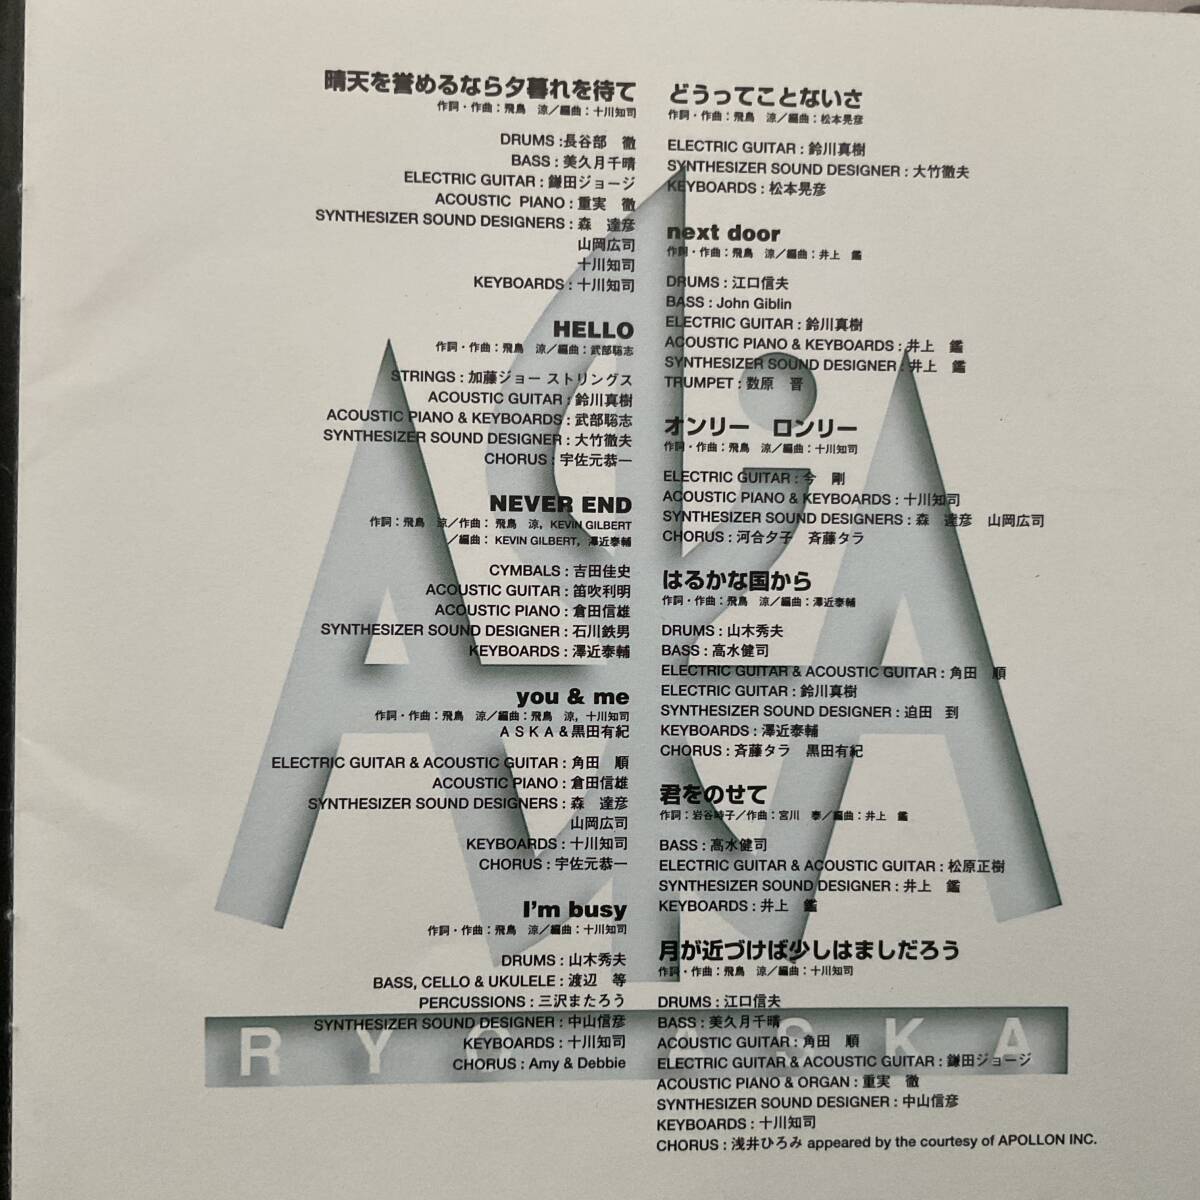 晴天を誉めるなら夕暮れを待て
作詞・作曲:飛鳥 涼/編曲:十川知司
DRUMS:長谷部 徹
BASS:美久月千晴
ELECTRIC GUITAR:鎌田ジョージ
ACOUSTIC PIANO:重実 徹
SYNTHESIZER SOUND DESIGNERS:森 達彦
山岡広司
十川知司
KEYBOARDS:十川知司
HELLO
作詞・作曲:飛鳥 涼/編曲:武部聡志
STRINGS:加藤ジョー ストリングス
ACOUSTIC GUITAR:鈴川真樹
ACOUSTIC PIANO & KEYBOARDS:武部聡志
SYNTHESIZER SOUND DESIGNER:大竹徹夫
CHORUS:宇佐元恭一
NEVER END
作詞:飛鳥 涼/作曲:飛鳥 涼, KEVIN GILBERT
/編曲:KEVIN GILBERT, 澤近泰輔
CYMBALS:吉田佳史
ACOUSTIC GUITAR:笛吹利明
ACOUSTIC PIANO:倉田信雄
SYNTHESIZER SOUND DESIGNER:石川鉄男
KEYBOARDS:澤近泰輔
you & me
作詞・作曲:飛鳥 涼/編曲:飛鳥 涼, 十川知司
ASKA&黒田有紀
ELECTRIC GUITAR & ACOUSTIC GUITAR:角田 順
ACOUSTIC PIANO:倉田信雄
SYNTHESIZER SOUND DESIGNERS:森 達彦
山岡広司
KEYBOARDS:十川知司
CHORUS:宇佐元恭一
I'm busy
作詞・作曲:飛鳥 涼/編曲:十川知司
DRUMS:山木秀夫
BASS, CELLO & UKULELE:渡辺 等
PERCUSSIONS:三沢またろう
SYNTHESIZER SOUND DESIGNER:中山信彦
KEYBOARDS:十川知司
CHORUS:Amy & Debbie
どうってことないさ
作詞・作曲:飛鳥 涼/編曲:松本晃彦
ELECTRIC GUITAR:鈴川真樹
SYNTHESIZER SOUND DESIGNER:大竹徹夫
KEYBOARDS:松本晃彦
next door
作詞・作曲:飛鳥 涼/編曲:井上 鑑
DRUMS:江口信夫
BASS:John Giblin
ELECTRIC GUITAR:鈴川真樹
ACOUSTIC PIANO & KEYBOARDS:井上 鑑
SYNTHESIZER SOUND DESIGNER:井上 鑑
TRUMPET:数原 晋
オンリー ロンリー
作詞・作曲:飛鳥 涼/編曲:十川知司
ELECTRIC GUITAR:今 剛
ACOUSTIC PIANO & KEYBOARDS:十川知司
SYNTHESIZER SOUND DESIGNERS:森 達彦 山岡広司
CHORUS:河合夕子 斉藤タラ
はるかな国から
作詞・作曲:飛鳥 涼/編曲:澤近泰輔
DRUMS:山木秀夫
BASS:高水健司
ELECTRIC GUITAR & ACOUSTIC GUITAR:角田 順
ELECTRIC GUITAR:鈴川真樹
SYNTHESIZER SOUND DESIGNER:迫田 到
KEYBOARDS:澤近泰輔
CHORUS:斉藤タラ 黒田有紀
君をのせて
作詞:岩谷時子/作曲:宮川 泰/編曲:井上 鑑
BASS:高水健司
ELECTRIC GUITAR & ACOUSTIC GUITAR:松原正樹
SYNTHESIZER SOUND DESIGNER:井上 鑑
KEYBOARDS:井上 鑑
月が近づけば少しはましだろう
作詞・作曲:飛鳥 涼/編曲:十川知司
DRUMS:江口信夫
BASS:美久月千晴
ACOUSTIC GUITAR:角田 順
ELECTRIC GUITAR & ACOUSTIC GUITAR:鎌田ジョージ
ACOUSTIC PIANO & ORGAN:重実 徹
SYNTHESIZER SOUND DESIGNER:中山信彦
KEYBOARDS:十川知司
CHORUS:浅井ひろみ appeared by the courtesy of APOLLON INC.
ASKA
RYO ASKA